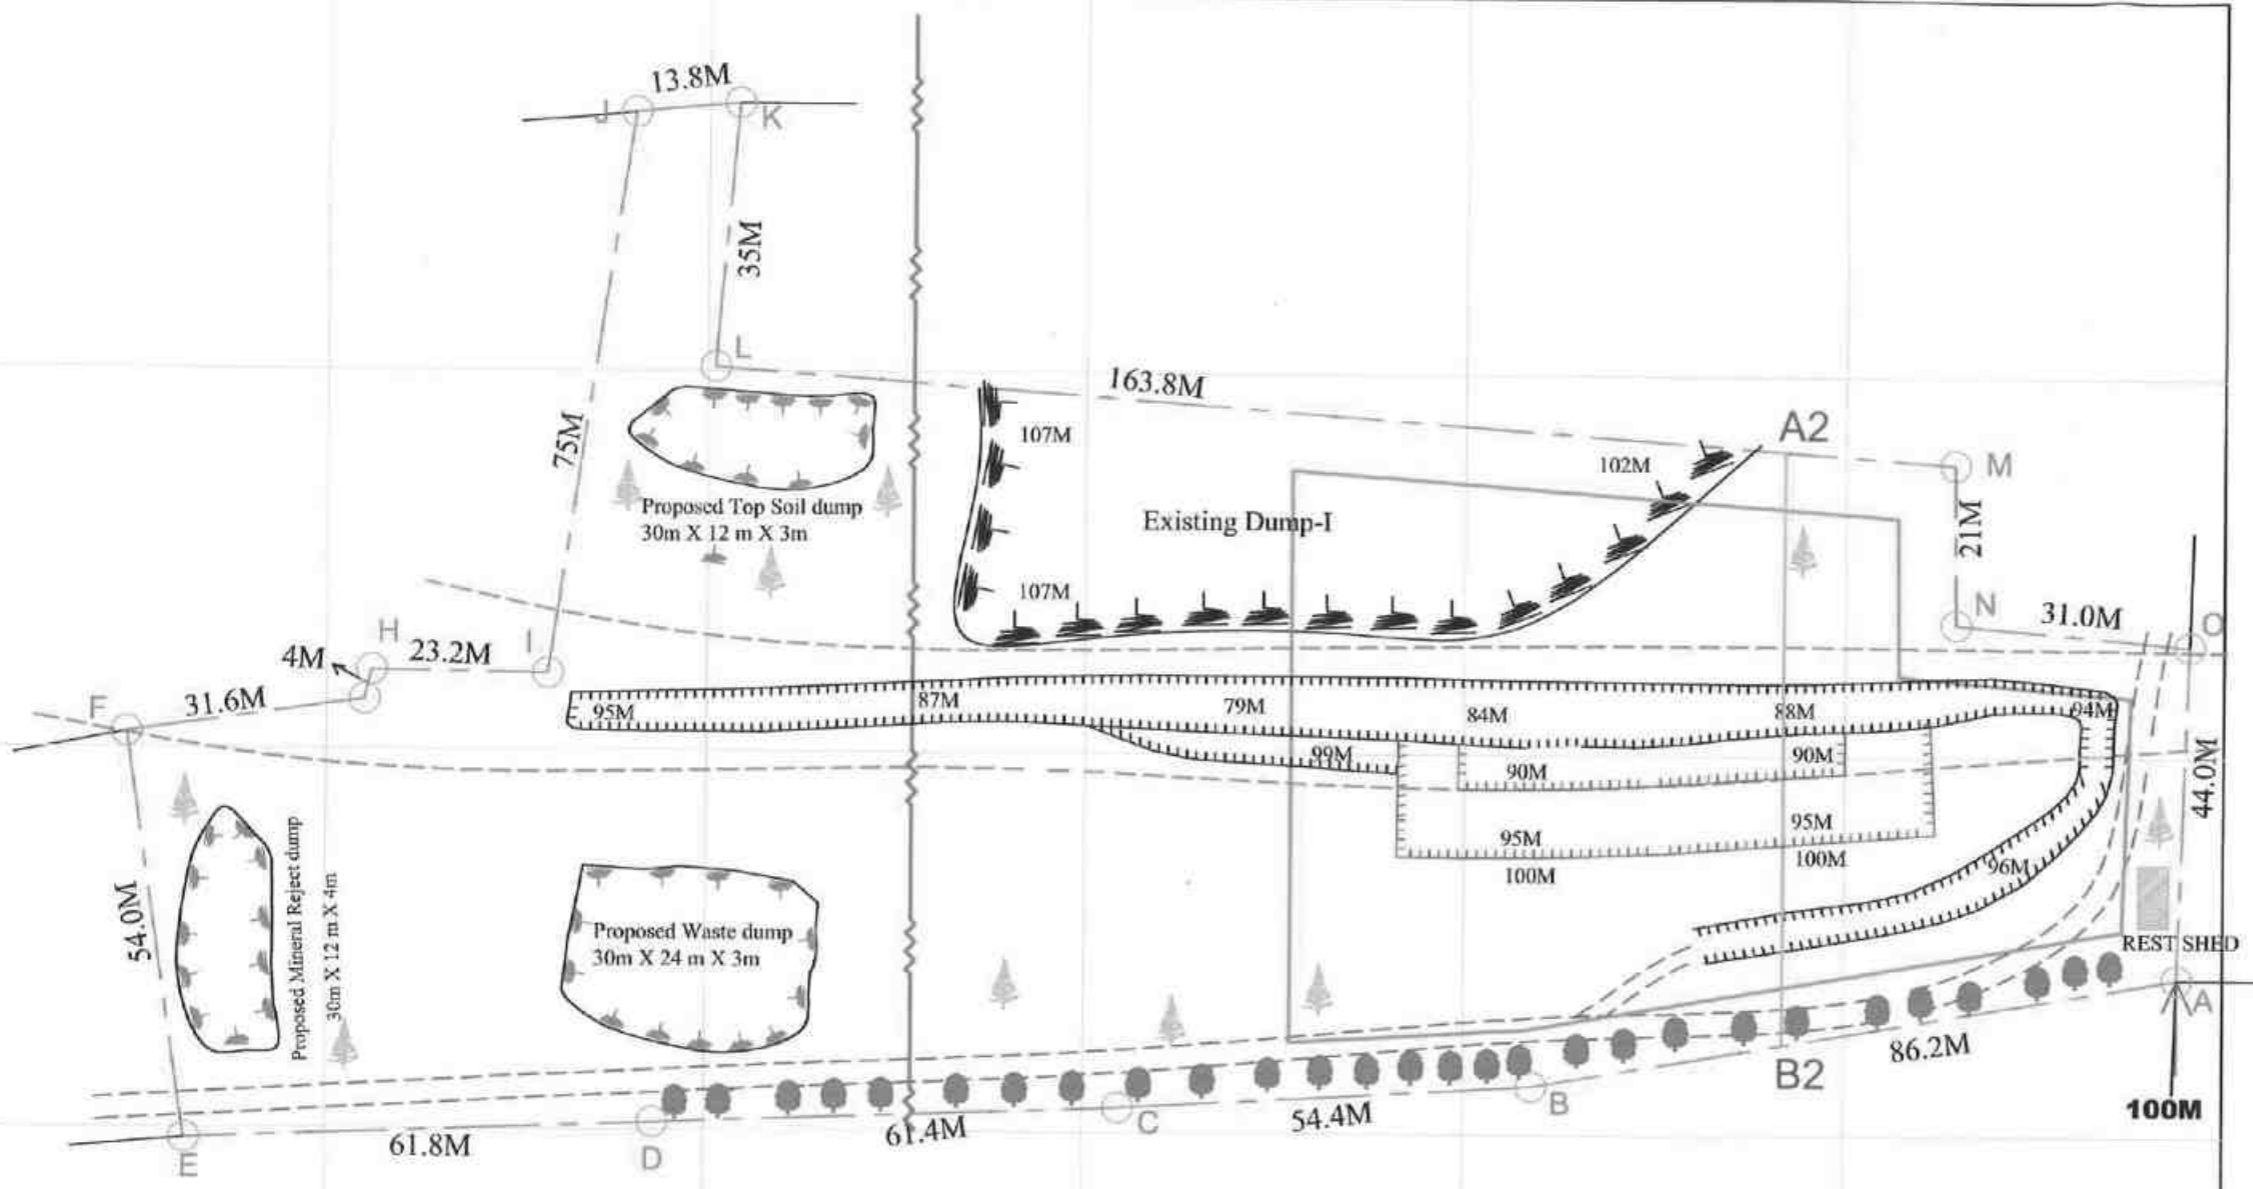 13.8M
J
K
35M
L
163.8M
A2
M
107M
102M
75M
Proposed Top Soil dump
30m X 12 m X 3m
Existing Dump-I
21M
107M
N
31.0M
O
H
I
4M
23.2M
F
31.6M
95M
87M
79M
84M
88M
94M
99M
90M
90M
44.0M
95M
95M
100M
100M
96M
54.0M
Proposed Mineral Reject dump
30m X 12 m X 4m
Proposed Waste dump
30m X 24 m X 3m
REST SHED
A
86.2M
B2
B
100M
54.4M
C
61.4M
D
61.8M
E